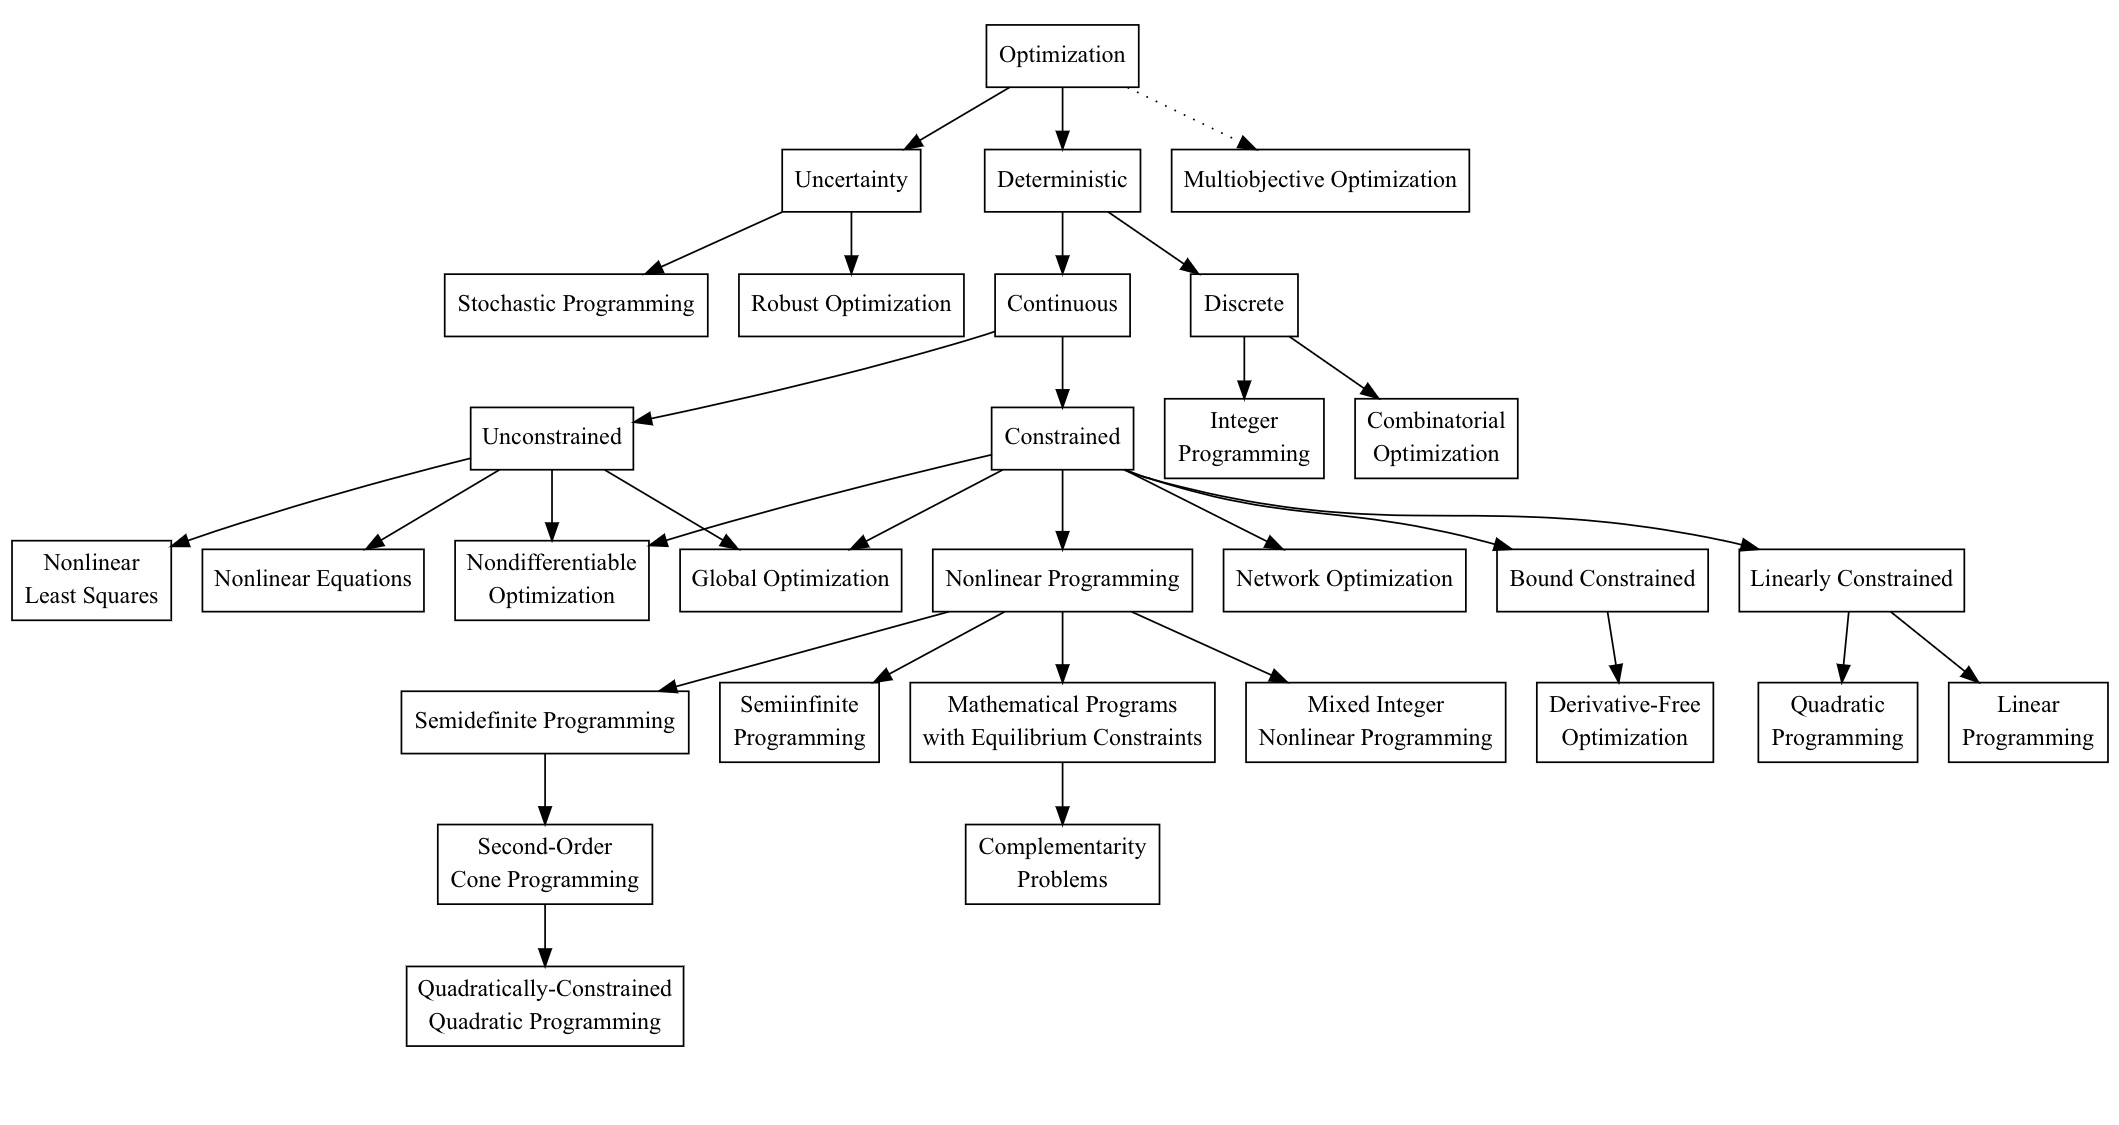 Optimization
Uncertainty
Deterministic
Multiobjective Optimization
Stochastic Programming
Robust Optimization
Continuous
Discrete
Unconstrained
Constrained
Integer
Programming
Combinatorial
Optimization
Nonlinear
Least Squares
Nonlinear Equations
Nondifferentiable
Optimization
Global Optimization
Nonlinear Programming
Network Optimization
Bound Constrained
Linearly Constrained
Semidefinite Programming
Semiinfinite
Programming
Mathematical Programs
with Equilibrium Constraints
Mixed Integer
Nonlinear Programming
Derivative-Free
Optimization
Quadratic
Programming
Linear
Programming
Second-Order
Cone Programming
Complementarity
Problems
Quadratically-Constrained
Quadratic Programming